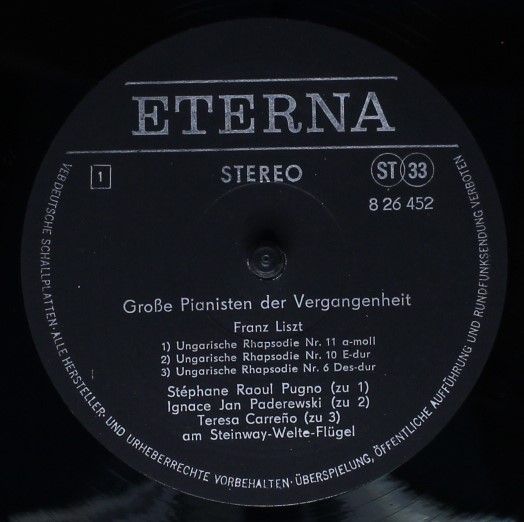 ETERNA
1
STEREO
ST 33
8 26 452
Große Pianisten der Vergangenheit
Franz Liszt
1) Ungarische Rhapsodie Nr. 11 a-moll
2) Ungarische Rhapsodie Nr. 10 E-dur
3) Ungarische Rhapsodie Nr. 6 Des-dur
Stéphane Raoul Pugno (zu 1)
Ignace Jan Paderewski (zu 2)
Teresa Carreño (zu 3)
am Steinway-Welte-Flügel
VEB DEUTSCHE SCHALLPLATTEN · ALLE HERSTELLER- UND URHEBERRECHTE VORBEHALTEN · ÜBERSPIELUNG, ÖFFENTLICHE AUFFÜHRUNG UND RUNDFUNKSENDUNG VERBOTEN